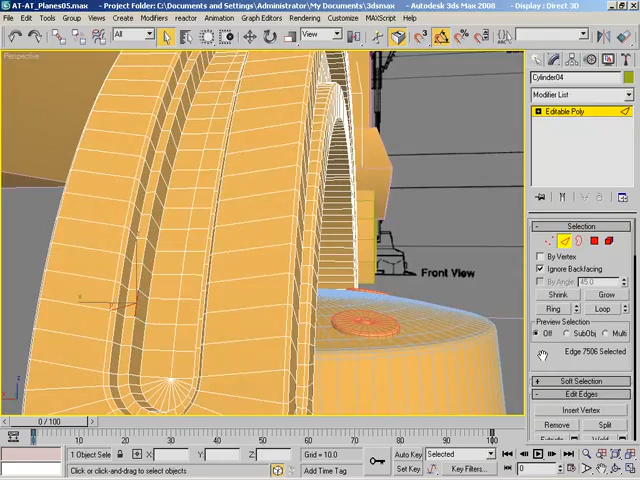 AT-AT_Planes05.max - Project Folder: C:\Documents and Settings\Administrator\My Documents\3dsmax - Autodesk 3ds Max 2008 - Display : Direct 3D
File Edit Tools Group Views Create Modifiers reactor Animation Graph Editors Rendering Customize MAXScript Help
All View
Perspective
Cylinder04
Modifier List
Editable Poly
Front View
Selection
By Vertex
Ignore Backfacing
By Angle: 45.0
Shrink Grow
Ring Loop
Preview Selection
Off SubObj Multi
Edge 7506 Selected
Soft Selection
Edit Edges
Insert Vertex
Remove Split
Extrude Weld
0 / 100
0 10 20 30 40 50 60 70 80 90 100
1 Object Sele X: Y: Z: Grid = 10.0 Auto Key Selected
Click or click-and-drag to select objects Add Time Tag Set Key Key Filters... 0